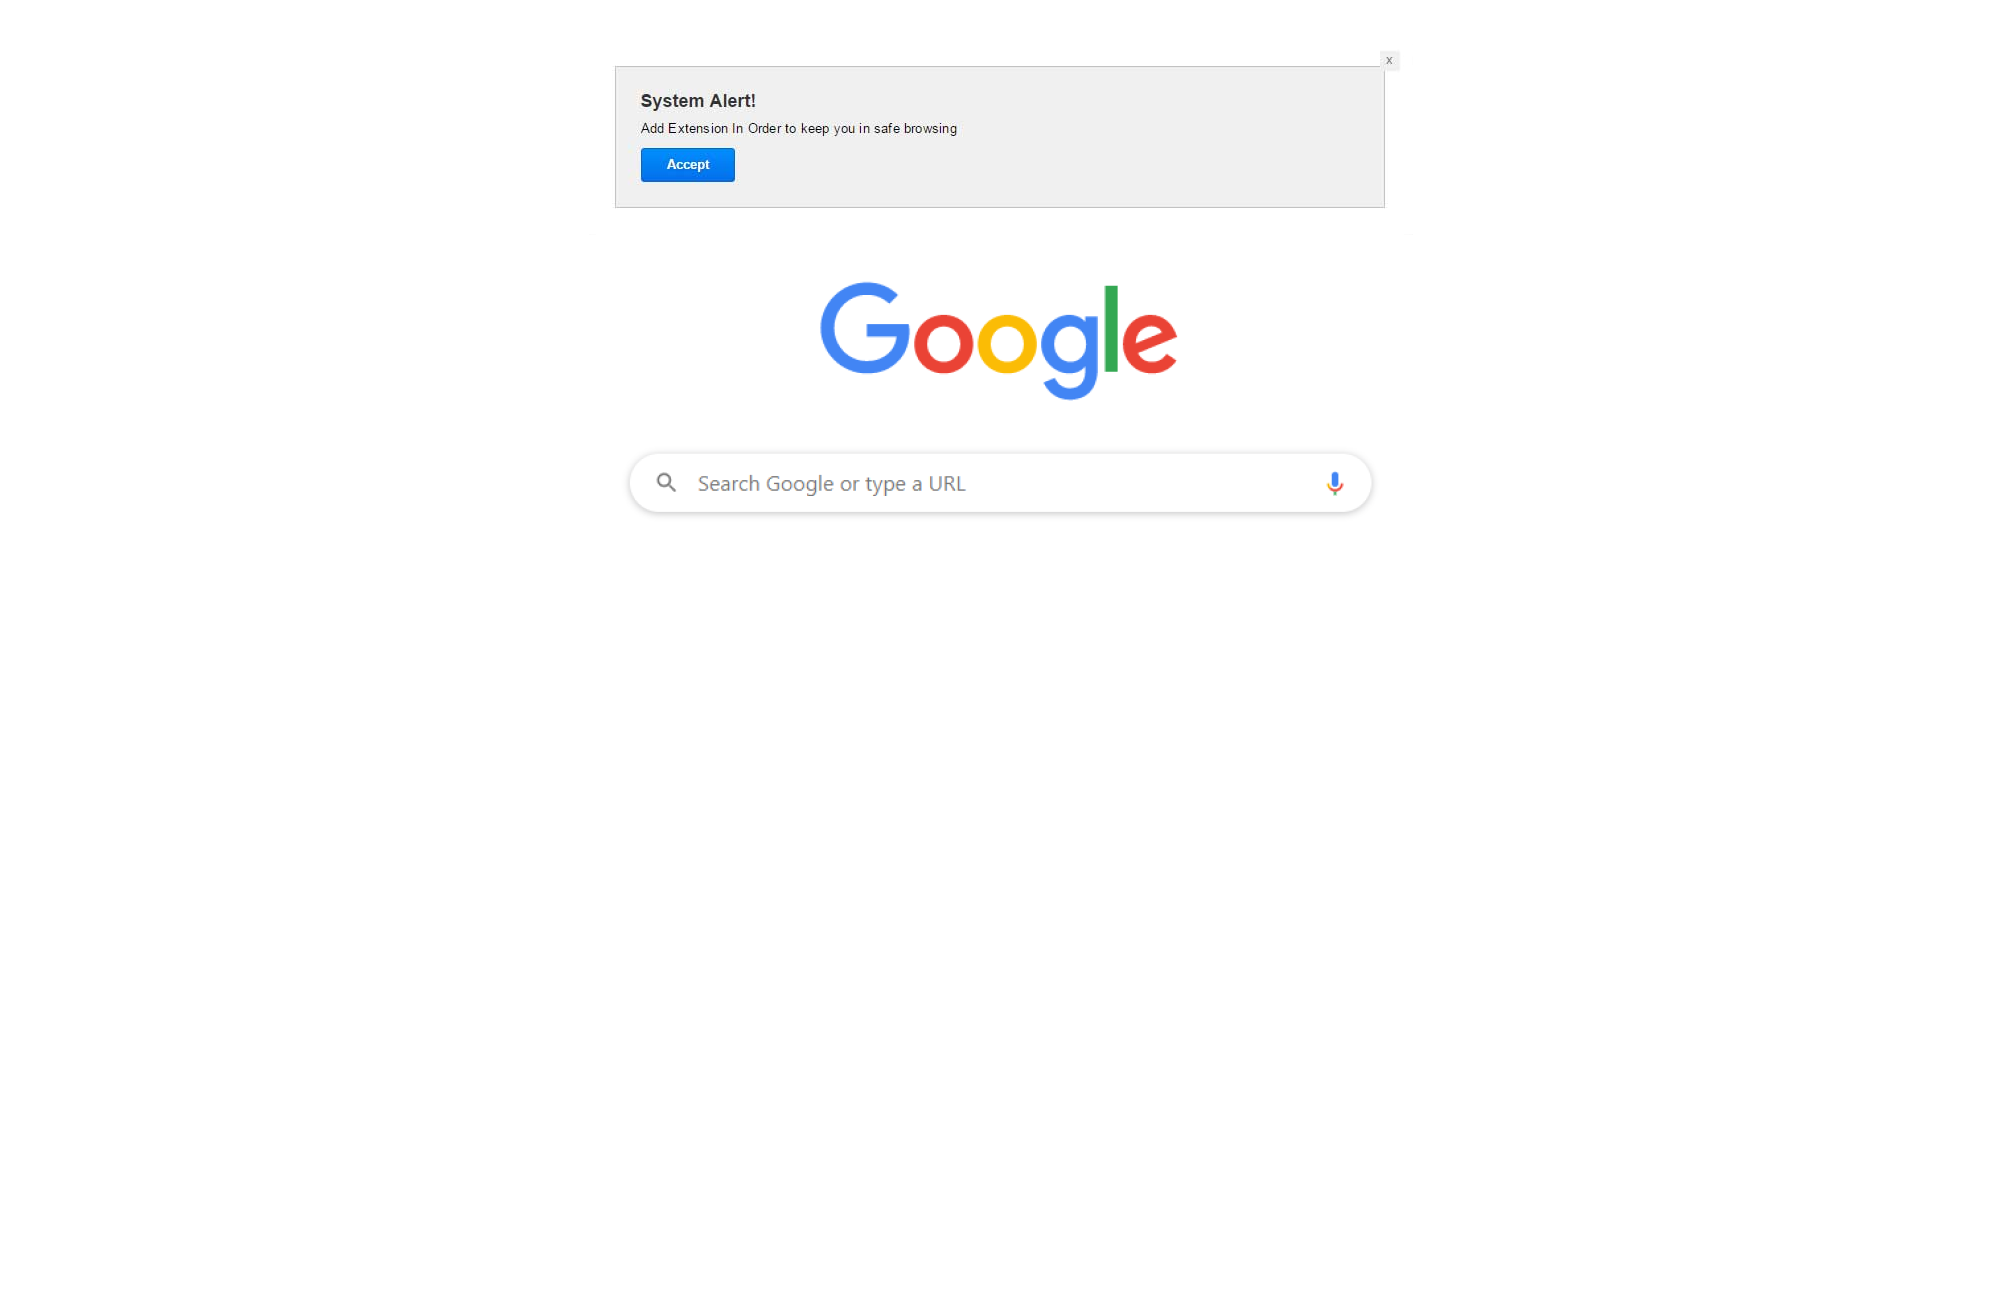 x
System Alert!
Add Extension In Order to keep you in safe browsing
Accept
Google
Search Google or type a URL